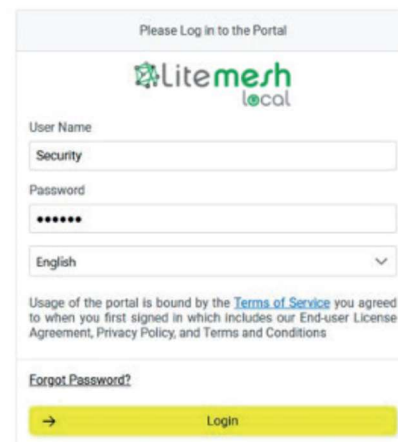 Please Log in to the Portal
Litemesh
local
User Name
Security
Password
••••••
English
Usage of the portal is bound by the Terms of Service you agreed
to when you first signed in which includes our End-user License
Agreement, Privacy Policy, and Terms and Conditions
Forgot Password?
→ Login